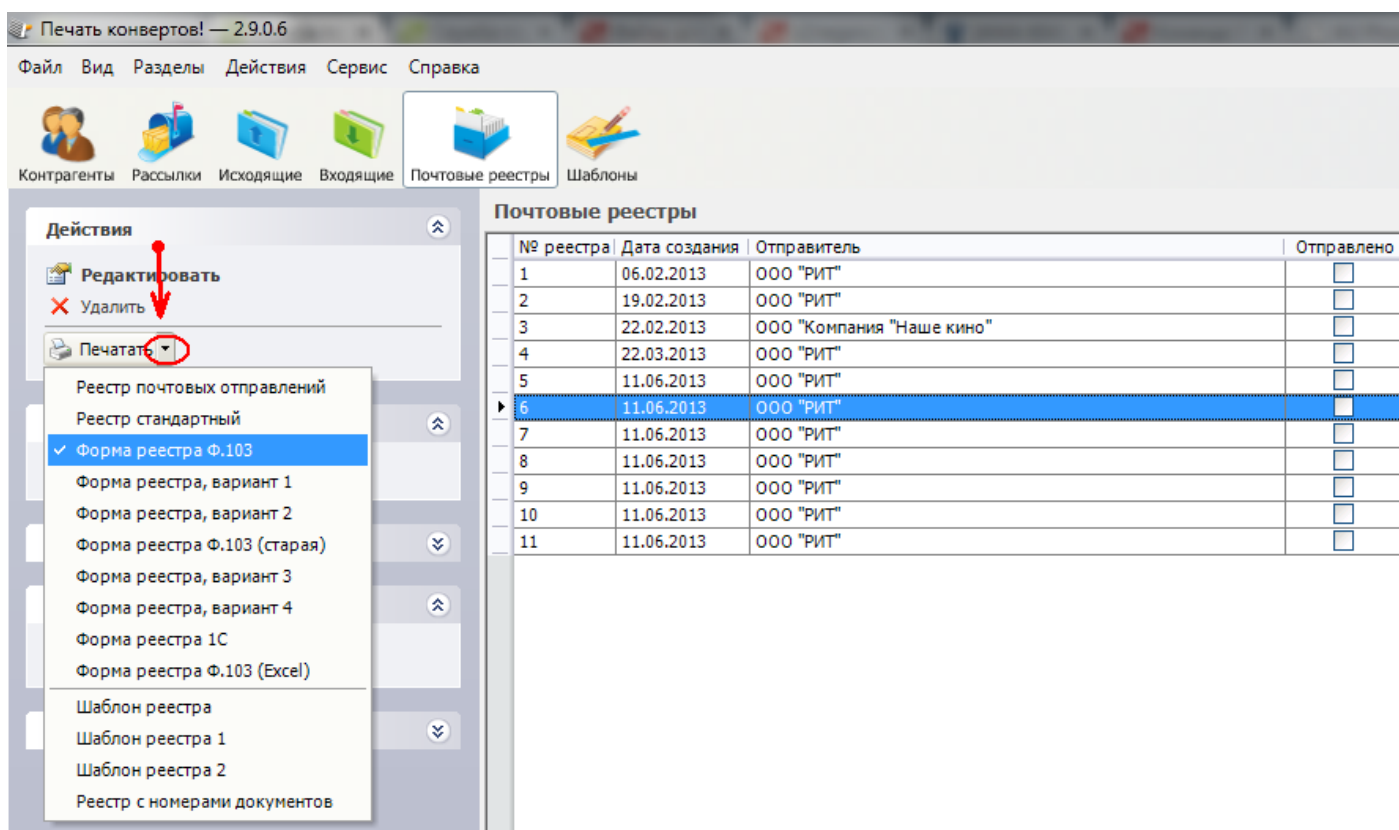 Печать конвертов! — 2.9.0.6
Файл Вид Разделы Действия Сервис Справка
Контрагенты Рассылки Исходящие Входящие Почтовые реестры Шаблоны
Действия
Редактировать
Удалить
Печатать
Реестр почтовых отправлений
Реестр стандартный
Форма реестра Ф.103
Форма реестра, вариант 1
Форма реестра, вариант 2
Форма реестра Ф.103 (старая)
Форма реестра, вариант 3
Форма реестра, вариант 4
Форма реестра 1С
Форма реестра Ф.103 (Excel)
Шаблон реестра
Шаблон реестра 1
Шаблон реестра 2
Реестр с номерами документов
Почтовые реестры
№ реестра Дата создания Отправитель Отправлено
1 06.02.2013 ООО "РИТ"
2 19.02.2013 ООО "РИТ"
3 22.02.2013 ООО "Компания "Наше кино"
4 22.03.2013 ООО "РИТ"
5 11.06.2013 ООО "РИТ"
6 11.06.2013 ООО "РИТ"
7 11.06.2013 ООО "РИТ"
8 11.06.2013 ООО "РИТ"
9 11.06.2013 ООО "РИТ"
10 11.06.2013 ООО "РИТ"
11 11.06.2013 ООО "РИТ"